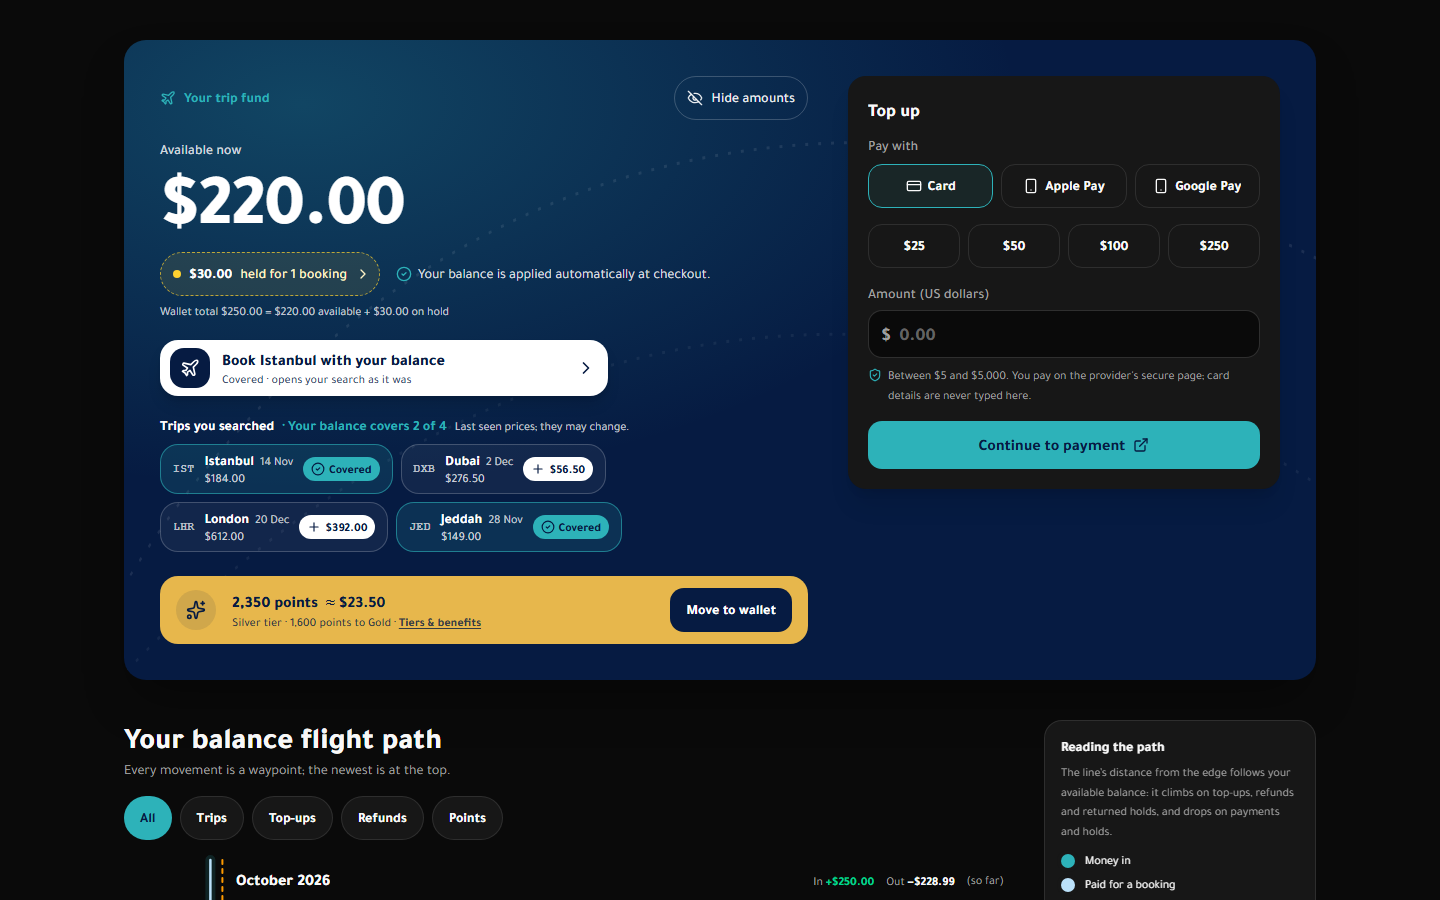 Your trip fund
Hide amounts
Available now
$220.00
$30.00 held for 1 booking
Your balance is applied automatically at checkout.
Wallet total $250.00 = $220.00 available + $30.00 on hold
Book Istanbul with your balance
Covered · opens your search as it was
Trips you searched · Your balance covers 2 of 4 Last seen prices; they may change.
IST Istanbul 14 Nov
$184.00
Covered
DXB Dubai 2 Dec
$276.50
+ $56.50
LHR London 20 Dec
$612.00
+ $392.00
JED Jeddah 28 Nov
$149.00
Covered
2,350 points ≈ $23.50
Silver tier · 1,600 points to Gold · Tiers & benefits
Move to wallet
Top up
Pay with
Card
Apple Pay
Google Pay
$25
$50
$100
$250
Amount (US dollars)
$ 0.00
Between $5 and $5,000. You pay on the provider's secure page; card
details are never typed here.
Continue to payment
Your balance flight path
Every movement is a waypoint; the newest is at the top.
All
Trips
Top-ups
Refunds
Points
October 2026
In +$250.00 Out −$228.99 (so far)
Reading the path
The line's distance from the edge follows your
available balance: it climbs on top-ups, refunds
and returned holds, and drops on payments
and holds.
Money in
Paid for a booking